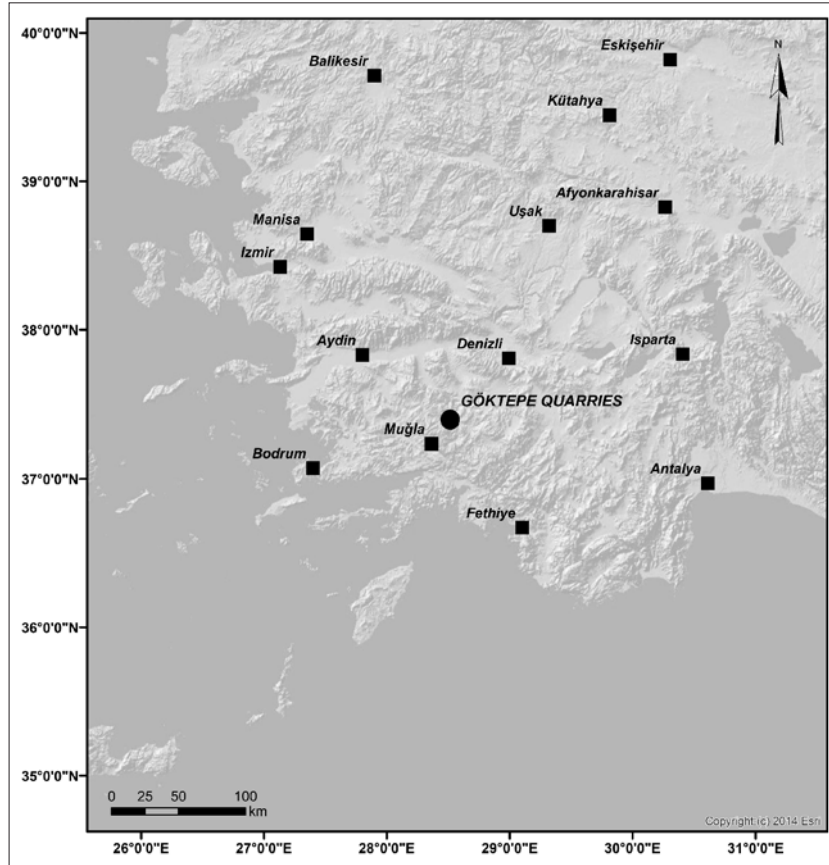 40°0'0"N
Eskişehir
N
Balikesir
Kütahya
39°0'0"N
Afyonkarahisar
Uşak
Manisa
Izmir
38°0'0"N
Aydin
Denizli
Isparta
GÖKTEPE QUARRIES
Muğla
Bodrum
37°0'0"N
Antalya
Fethiye
36°0'0"N
35°0'0"N
0 25 50 100
km
Copyright (c) 2014 Esri
26°0'0"E 27°0'0"E 28°0'0"E 29°0'0"E 30°0'0"E 31°0'0"E